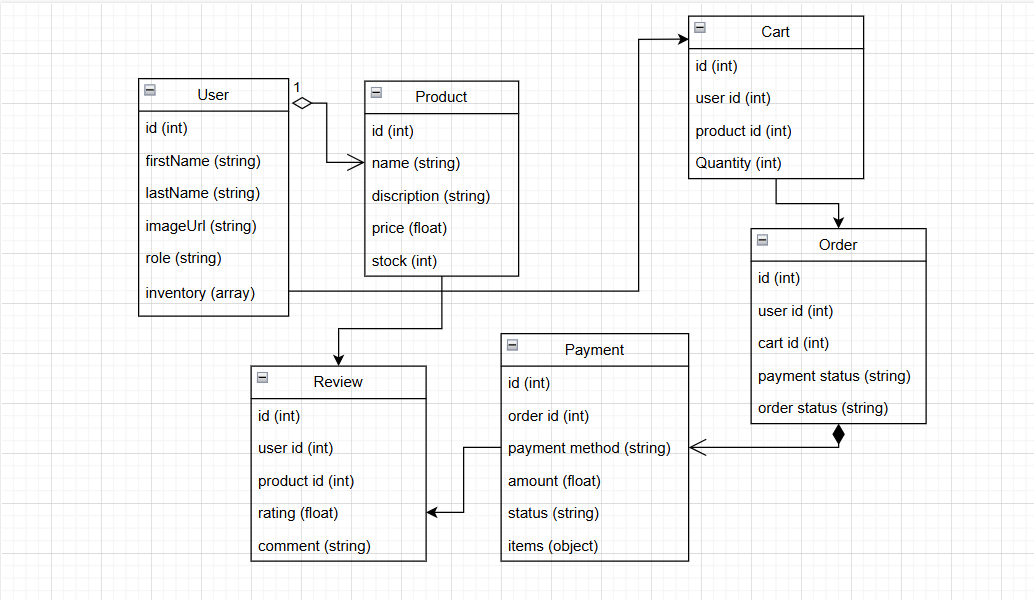 User
id (int)
firstName (string)
lastName (string)
imageUrl (string)
role (string)
inventory (array)
1
Product
id (int)
name (string)
discription (string)
price (float)
stock (int)
Cart
id (int)
user id (int)
product id (int)
Quantity (int)
Order
id (int)
user id (int)
cart id (int)
payment status (string)
order status (string)
Payment
id (int)
order id (int)
payment method (string)
amount (float)
status (string)
items (object)
Review
id (int)
user id (int)
product id (int)
rating (float)
comment (string)